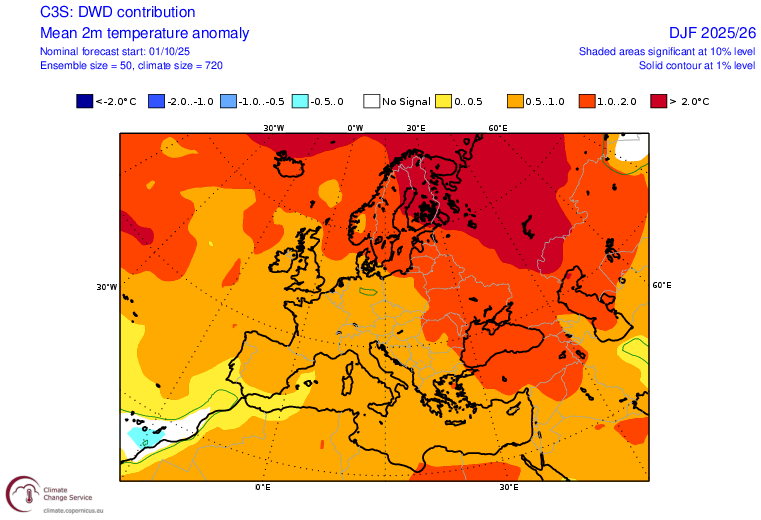 C3S: DWD contribution
Mean 2m temperature anomaly DJF 2025/26
Nominal forecast start: 01/10/25 Shaded areas significant at 10% level
Ensemble size = 50, climate size = 720 Solid contour at 1% level
<-2.0°C -2.0..-1.0 -1.0..-0.5 -0.5..0 No Signal 0..0.5 0.5..1.0 1.0..2.0 > 2.0°C
30°W 0°W 30°E 60°E
30°W 60°E
0°E 30°E
Climate
Change Service
climate.copernicus.eu